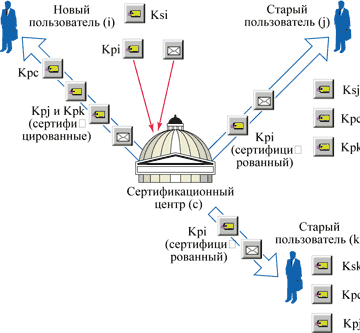 Новый
пользователь (i)
Ksi
Kpi
Старый
пользователь (j)
Kpc
Kpj и Kpk
(сертифи□
цированные)
Kpi
(сертифици□
рованный)
Ksj
Kpc
Kpk
Сертификационный
центр (c)
Kpi
(сертифици□
рованный)
Старый
пользователь (k
Ksk
Kpc
Kpj